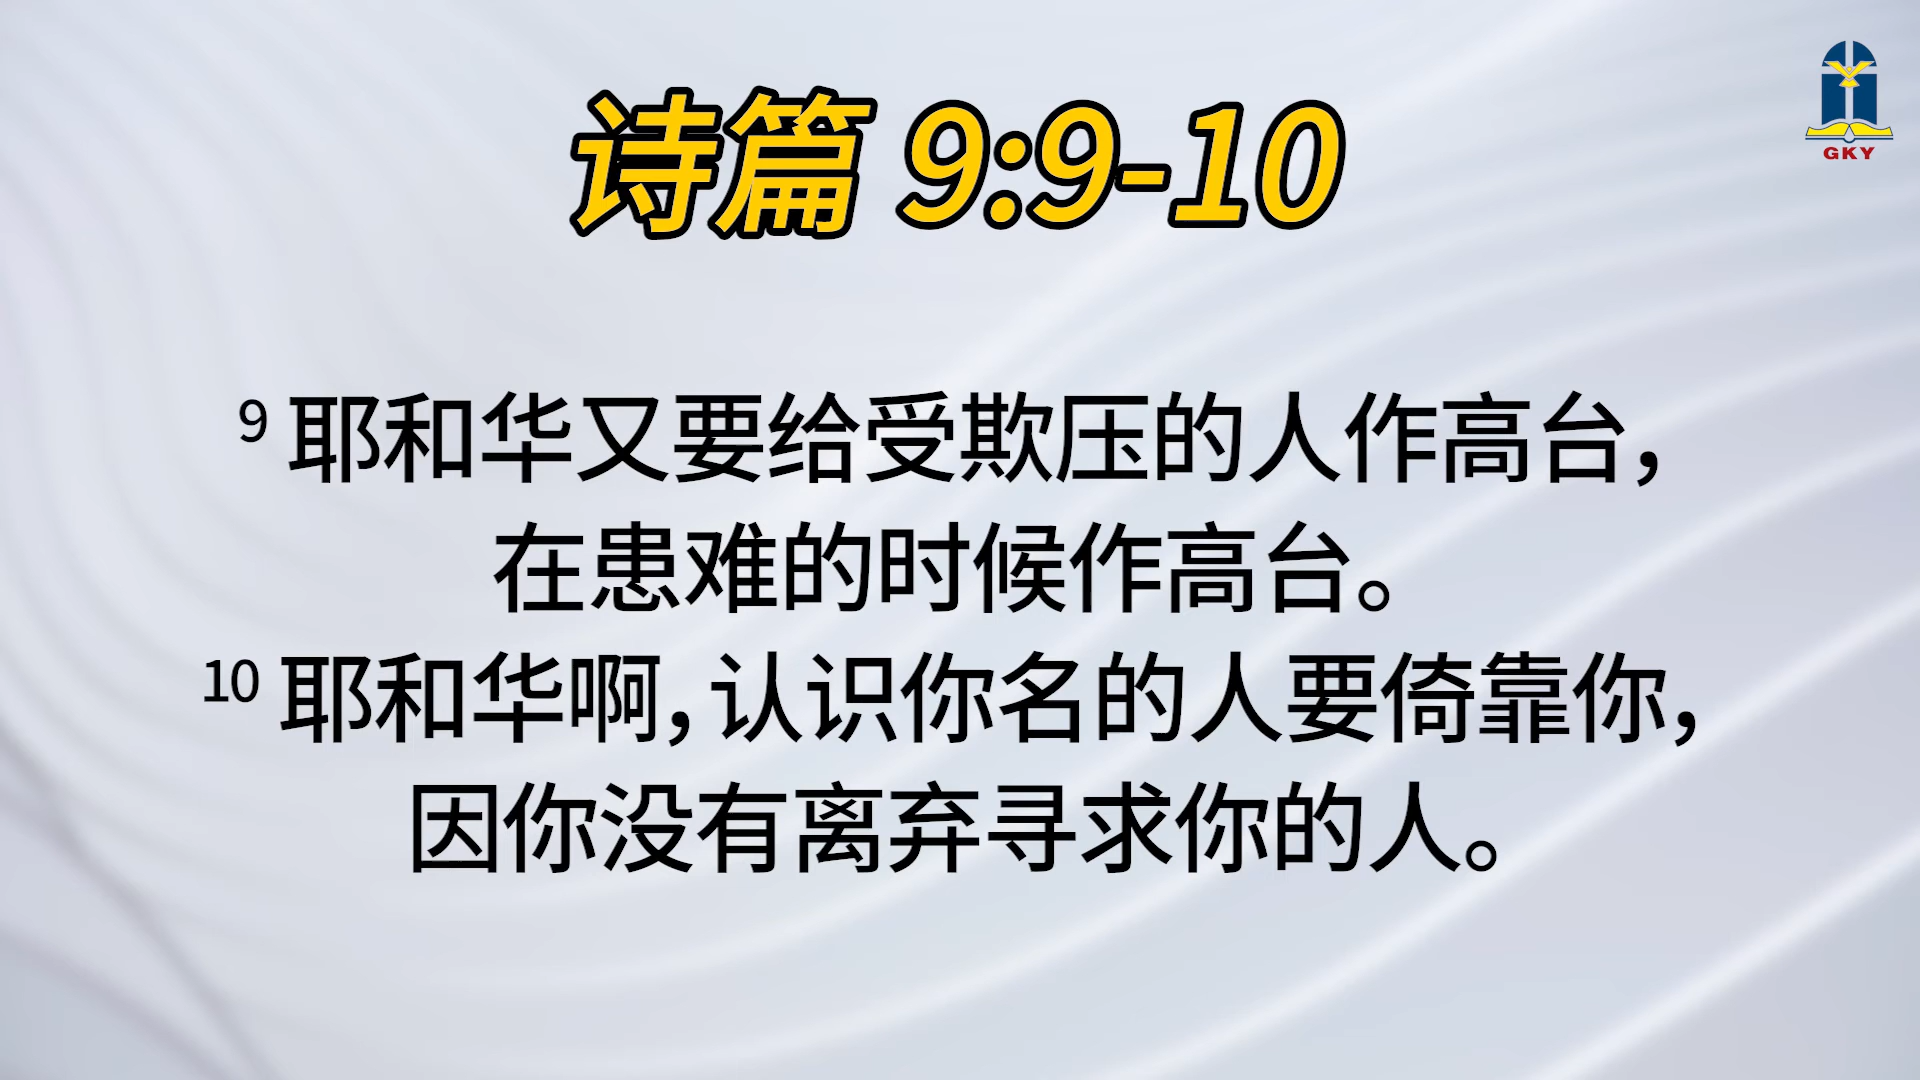 诗篇 9:9-10
GKY
9 耶和华又要给受欺压的人作高台，
在患难的时候作高台。
10 耶和华啊，认识你名的人要倚靠你，
因你没有离弃寻求你的人。